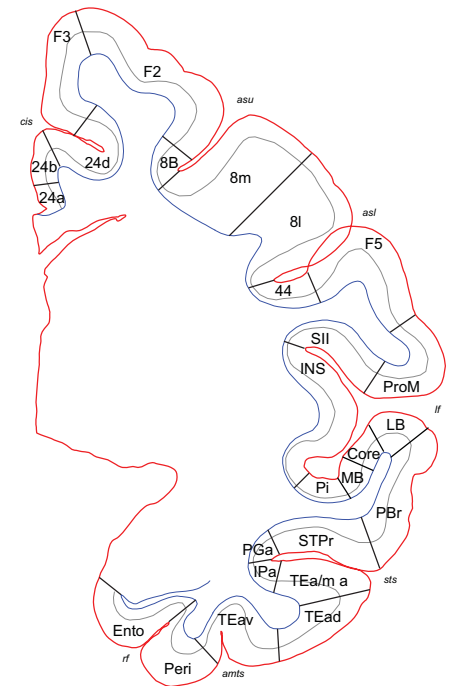 F3
F2
asu
cis
24b
24d
24a
8B
8m
8l
asl
F5
44
SII
INS
ProM
lf
LB
Core
MB
Pi
PBr
PGa
STPr
IPa
TEa/m a
sts
TEad
TEav
Ento
rf
Peri
amts